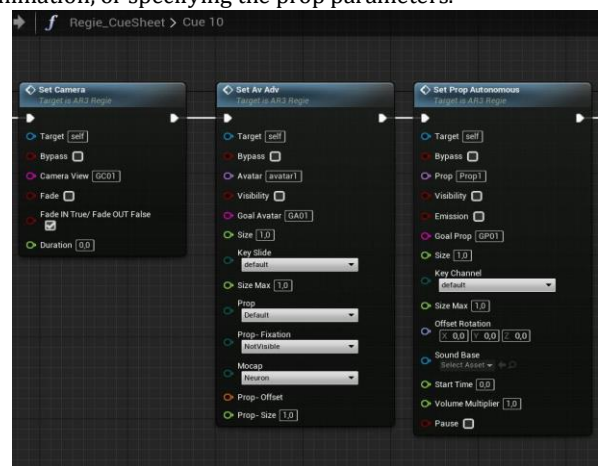 mination, or specifying the prop parameters.
f Regie_CueSheet > Cue 10
Set Camera
Target is AR3 Regie
Target self
Bypass
Camera View GC01
Fade
Fade IN True/ Fade OUT False
Duration 0,0
Set Av Adv
Target is AR3 Regie
Target self
Bypass
Avatar avatar1
Visibility
Goal Avatar GA01
Size 1,0
Key Slide
default
Size Max 1,0
Prop
Default
Prop- Fixation
NotVisible
Mocap
Neuron
Prop- Offset
Prop- Size 1,0
Set Prop Autonomous
Target is AR3 Regie
Target self
Bypass
Prop Prop1
Visibility
Emission
Goal Prop GP01
Size 1,0
Key Channel
default
Size Max 1,0
Offset Rotation
X 0,0 Y 0,0 Z 0,0
Sound Base
Select Asset
Start Time 0,0
Volume Multiplier 1,0
Pause